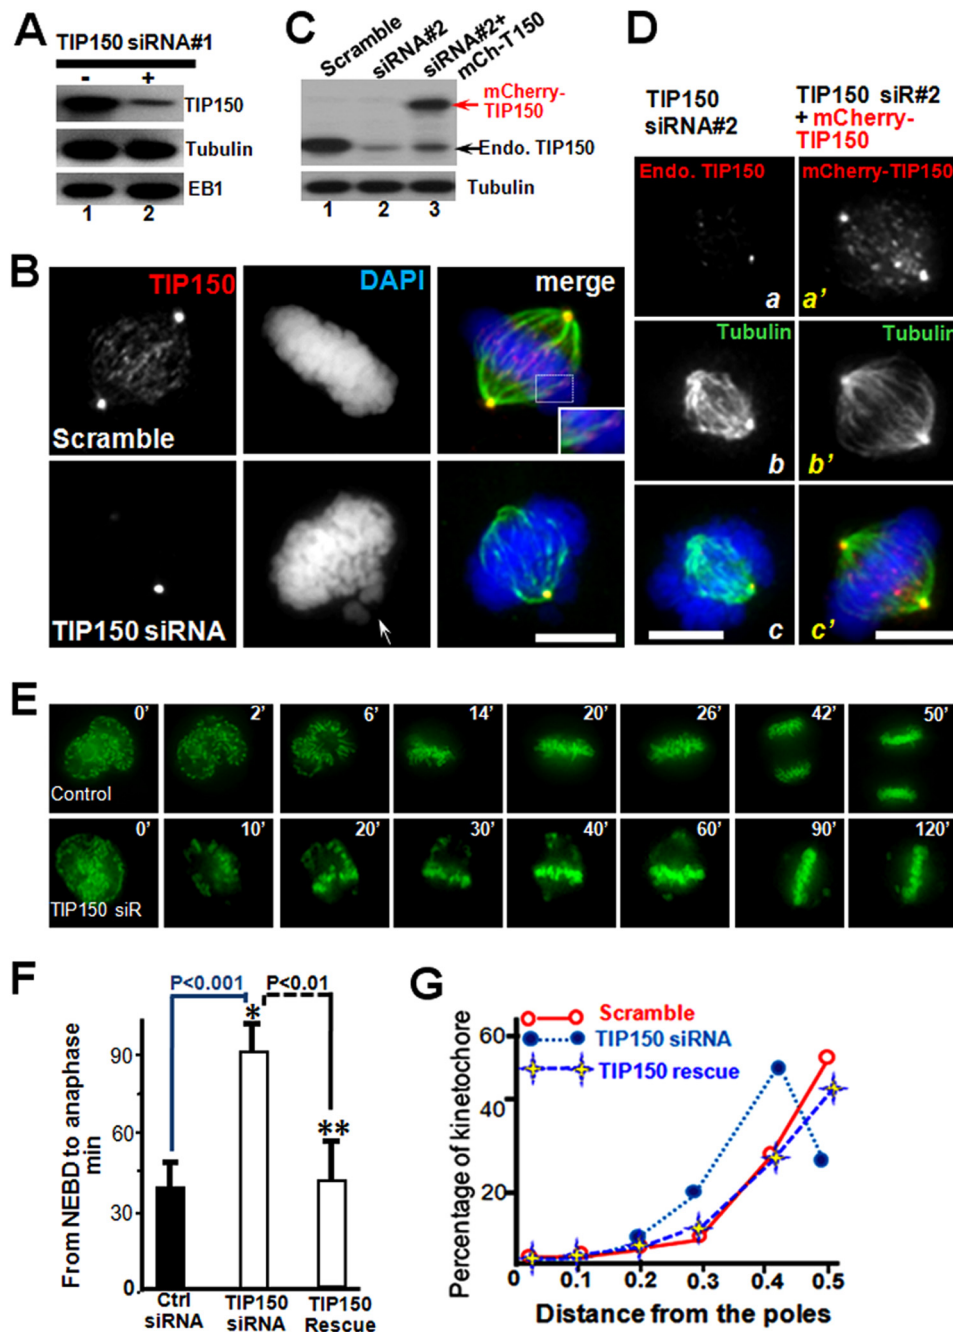 A
TIP150 siRNA#1
- +
TIP150
Tubulin
EB1
1 2
C
Scramble
siRNA#2
siRNA#2+
mCh-T150
mCherry-
TIP150
Endo. TIP150
Tubulin
1 2 3
D
TIP150
siRNA#2
TIP150 siR#2
+ mCherry-
TIP150
Endo. TIP150
mCherry-TIP150
a
a'
Tubulin
Tubulin
b
b'
c
c'
B
TIP150
DAPI
merge
Scramble
TIP150 siRNA
E
0' 2' 6' 14' 20' 26' 42' 50'
Control
0' 10' 20' 30' 40' 60' 90' 120'
TIP150 siR
F
P<0.001
P<0.01
*
**
From NEBD to anaphase
min
90
60
30
0
Ctrl
siRNA
TIP150
siRNA
TIP150
Rescue
G
Scramble
TIP150 siRNA
TIP150 rescue
Percentage of kinetochore
60
40
20
0 0.1 0.2 0.3 0.4 0.5
Distance from the poles